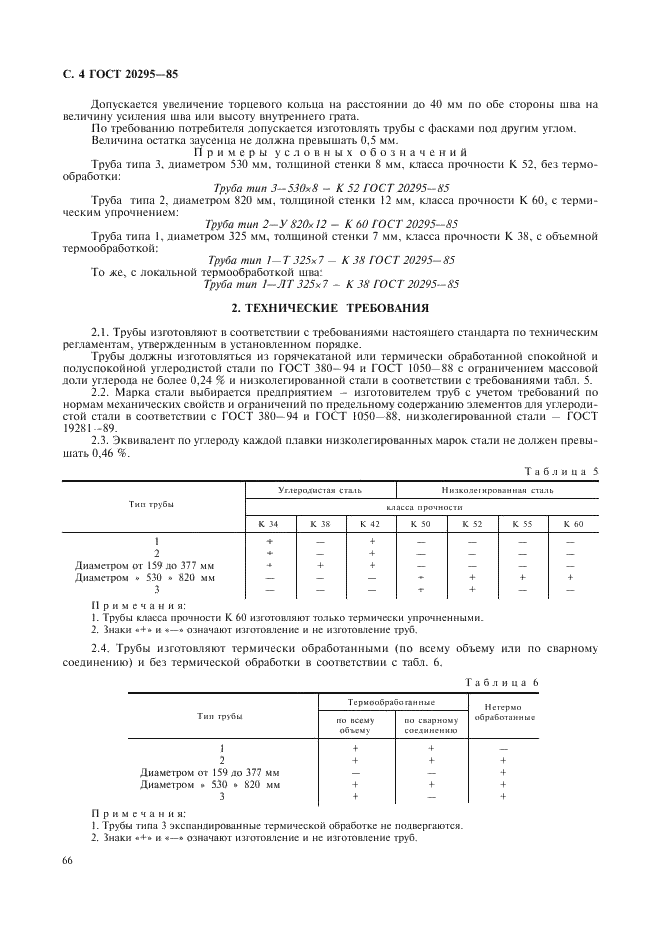 С. 4 ГОСТ 20295—85
Допускается увеличение торцевого кольца на расстоянии до 40 мм по обе стороны шва на
величину усиления шва или высоту внутреннего грата.
По требованию потребителя допускается изготовлять трубы с фасками под другим углом.
Величина остатка заусенца не должна превышать 0,5 мм.
Примеры условных обозначений
Труба типа 3, диаметром 530 мм, толщиной стенки 8 мм, класса прочности К 52, без термо-
обработки:
Труба тип 3—530×8 — К 52 ГОСТ 20295—85
Труба типа 2, диаметром 820 мм, толщиной стенки 12 мм, класса прочности К 60, с терми-
ческим упрочнением:
Труба тип 2—У 820×12 — К 60 ГОСТ 20295—85
Труба типа 1, диаметром 325 мм, толщиной стенки 7 мм, класса прочности К 38, с объемной
термообработкой:
Труба тип 1—Т 325×7 — К 38 ГОСТ 20295—85
То же, с локальной термообработкой шва:
Труба тип 1—ЛТ 325×7 — К 38 ГОСТ 20295—85
2. ТЕХНИЧЕСКИЕ ТРЕБОВАНИЯ
2.1. Трубы изготовляют в соответствии с требованиями настоящего стандарта по техническим
регламентам, утвержденным в установленном порядке.
Трубы должны изготовляться из горячекатаной или термически обработанной спокойной и
полуспокойной углеродистой стали по ГОСТ 380—94 и ГОСТ 1050—88 с ограничением массовой
доли углерода не более 0,24 % и низколегированной стали в соответствии с требованиями табл. 5.
2.2. Марка стали выбирается предприятием — изготовителем труб с учетом требований по
нормам механических свойств и ограничений по предельному содержанию элементов для углероди-
стой стали в соответствии с ГОСТ 380—94 и ГОСТ 1050—88, низколегированной стали — ГОСТ
19281—89.
2.3. Эквивалент по углероду каждой плавки низколегированных марок стали не должен превы-
шать 0,46 %.
Таблица 5
Тип трубы Углеродистая сталь Низколегированная сталь
класса прочности
К 34 К 38 К 42 К 50 К 52 К 55 К 60
1 + — + — — — —
2 + — + — — — —
Диаметром от 159 до 377 мм + + + — — — —
Диаметром » 530 » 820 мм — — — + + + +
3 — — — + + — —
Примечания:
1. Трубы класса прочности К 60 изготовляют только термически упрочненными.
2. Знаки «+» и «—» означают изготовление и не изготовление труб.
2.4. Трубы изготовляют термически обработанными (по всему объему или по сварному
соединению) и без термической обработки в соответствии с табл. 6.
Таблица 6
Тип трубы Термообработанные Нетермо
обработанные
по всему по сварному
объему соединению
1 + + —
2 + + +
Диаметром от 159 до 377 мм — — +
Диаметром » 530 » 820 мм + + +
3 + — +
Примечания:
1. Трубы типа 3 экспандированные термической обработке не подвергаются.
2. Знаки «+» и «—» означают изготовление и не изготовление труб.
66